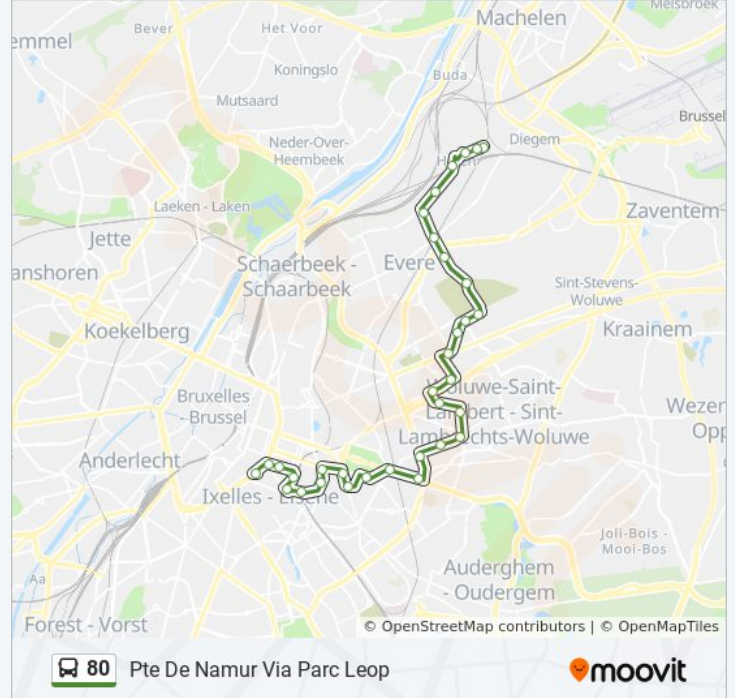 Meisbroek
Machelen
emmel
Bever
Het Voor
Koningslo
Buda
Mutsaard
Brussel
Neder-Over-
Heembeek
Diegem
Laeken - Laken
Zaventem
Jette
Evere
anshoren
Schaerbeek -
Schaarbeek
Sint-Stevens-
Woluwe
Koekelberg
Kraainem
Bruxelles
- Brussel
Woluwe-Saint-
Lambert - Sint-
Lambrechts-Woluwe
Wezer
Opp
Anderlecht
Ixelles - Elsene
Joli-Bois -
Mooi-Bos
Auderghem
- Oudergem
Aa
Forest - Vorst
© OpenStreetMap contributors | © OpenMapTiles
80 Pte De Namur Via Parc Leop
moovit